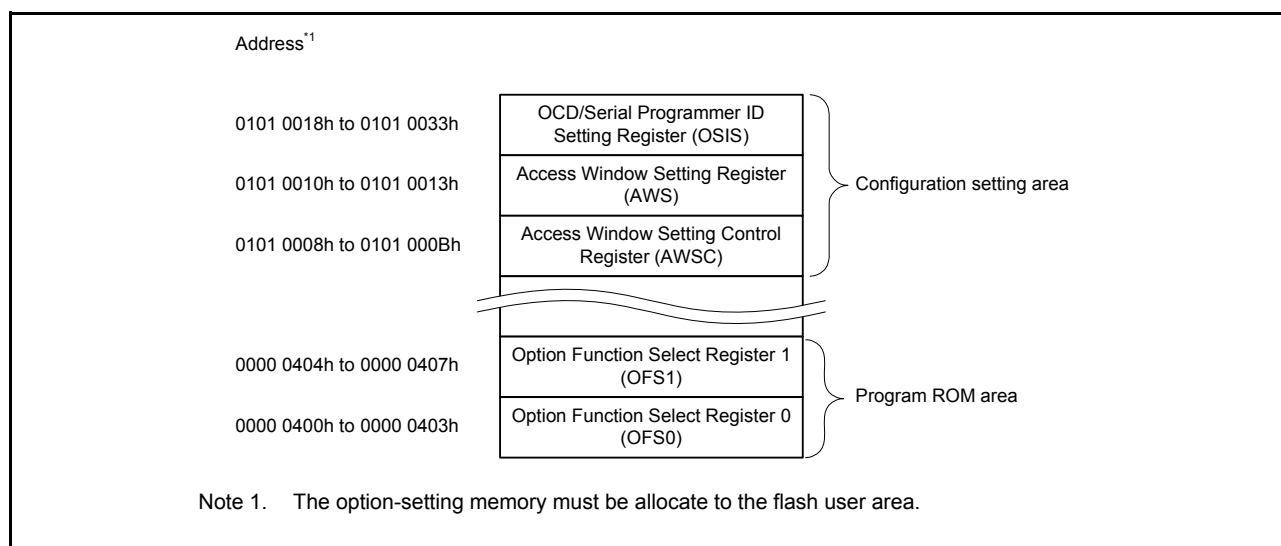 Address*1
0101 0018h to 0101 0033h
OCD/Serial Programmer ID
Setting Register (OSIS)
0101 0010h to 0101 0013h
Access Window Setting Register
(AWS)
Configuration setting area
0101 0008h to 0101 000Bh
Access Window Setting Control
Register (AWSC)
0000 0404h to 0000 0407h
Option Function Select Register 1
(OFS1)
Program ROM area
0000 0400h to 0000 0403h
Option Function Select Register 0
(OFS0)
Note 1. The option-setting memory must be allocate to the flash user area.